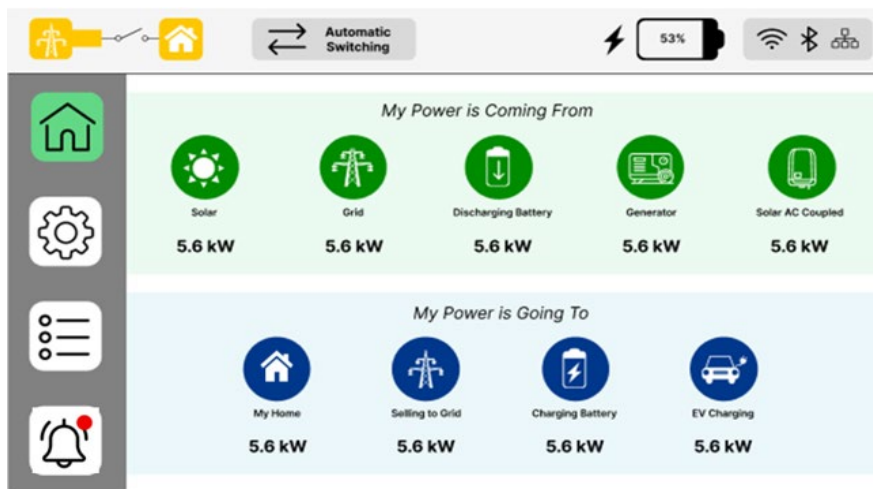 Automatic
Switching
53%
My Power is Coming From
Solar
Grid
Discharging Battery
Generator
Solar AC Coupled
5.6 kW
5.6 kW
5.6 kW
5.6 kW
5.6 kW
My Power is Going To
My Home
Selling to Grid
Charging Battery
EV Charging
5.6 kW
5.6 kW
5.6 kW
5.6 kW